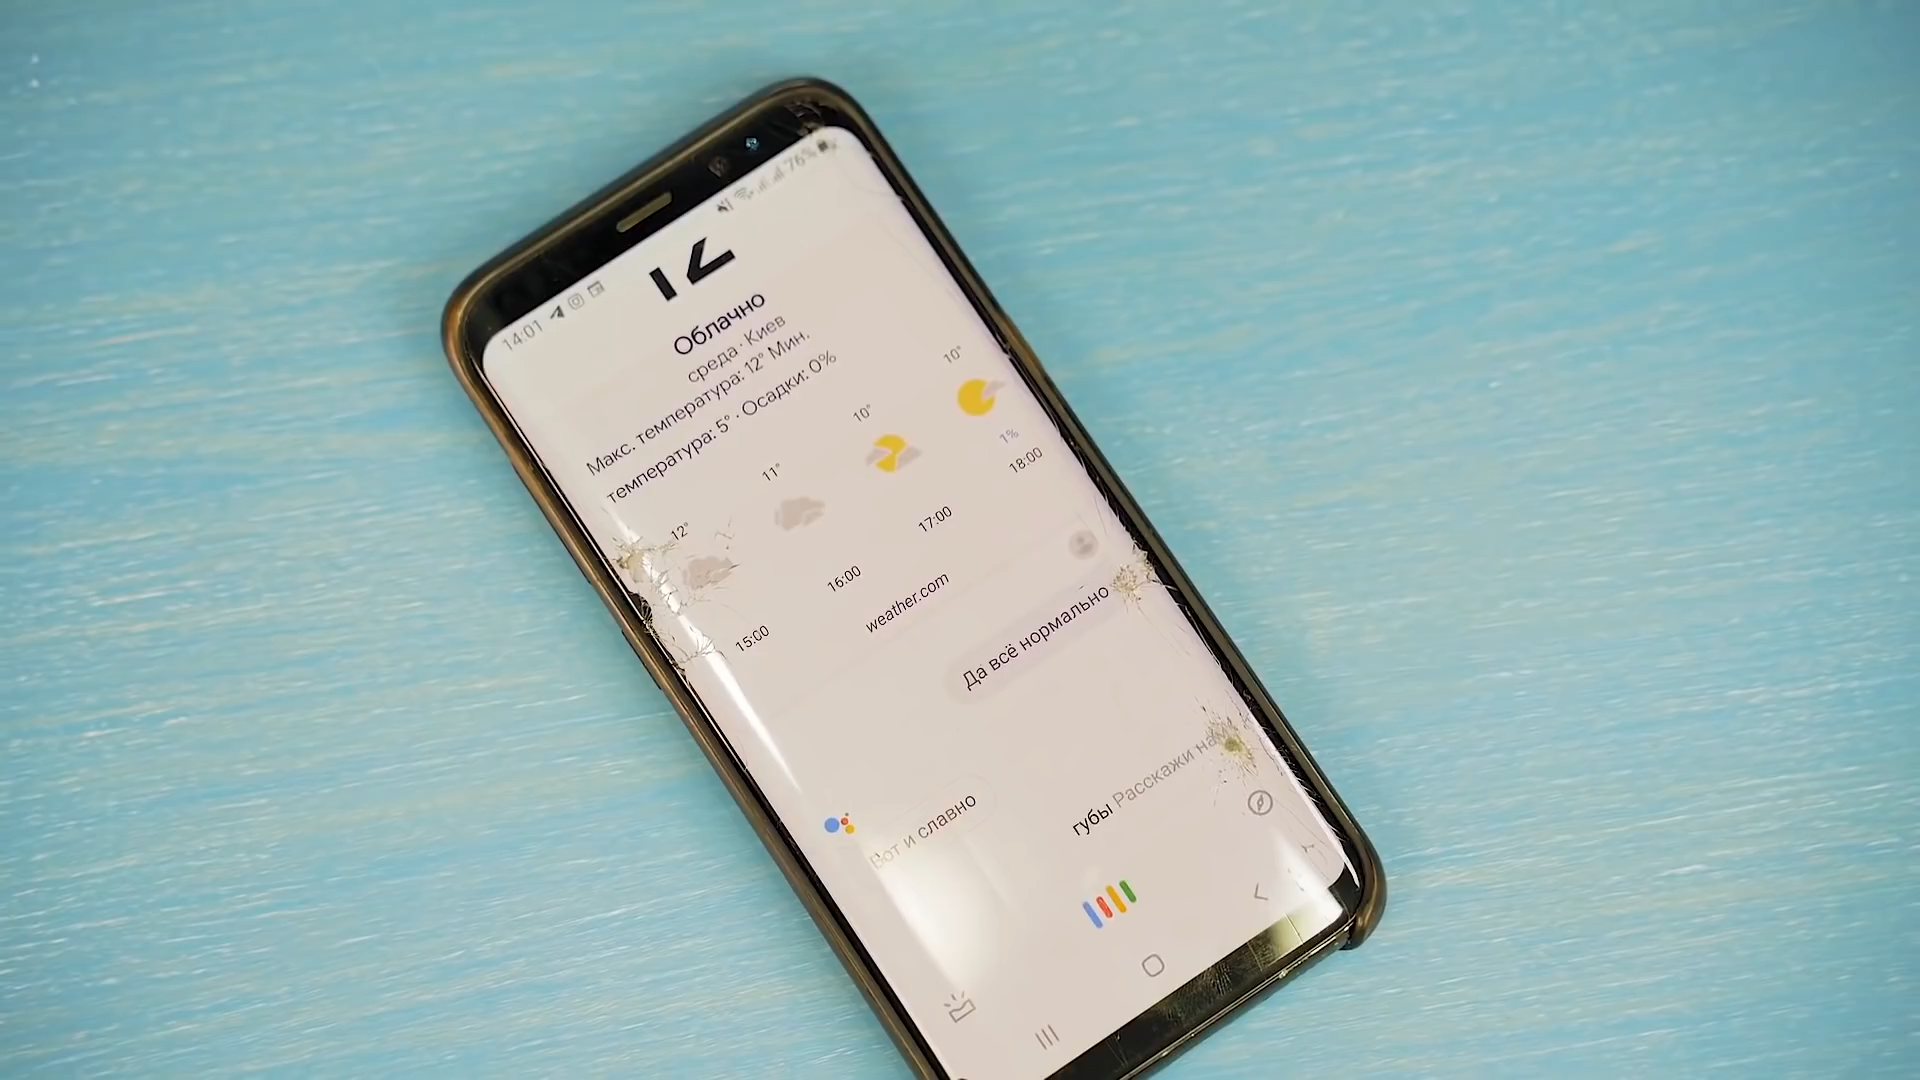 14:01
76%
12
Облачно
среда · Киев
Макс. температура: 12° Мин.
температура: 5° · Осадки: 0%
12° 11° 10° 10°
1%
15:00 16:00 17:00 18:00
weather.com
Да всё нормально
Вот и славно
губы Расскажи нам